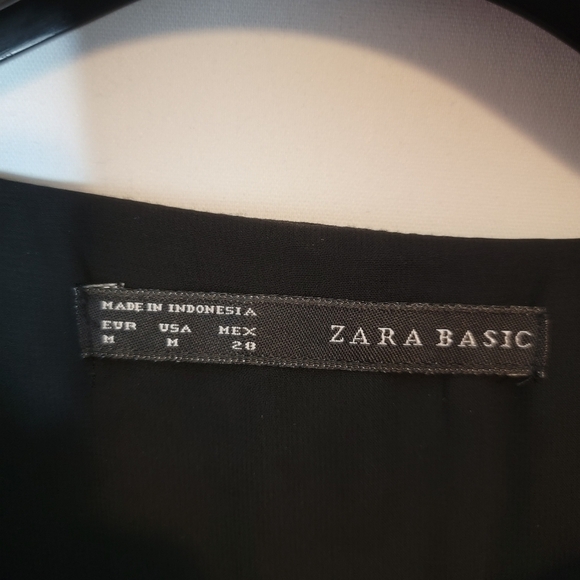 MADE IN INDONESIA
EUR USA MEX
M M 28
ZARA BASIC